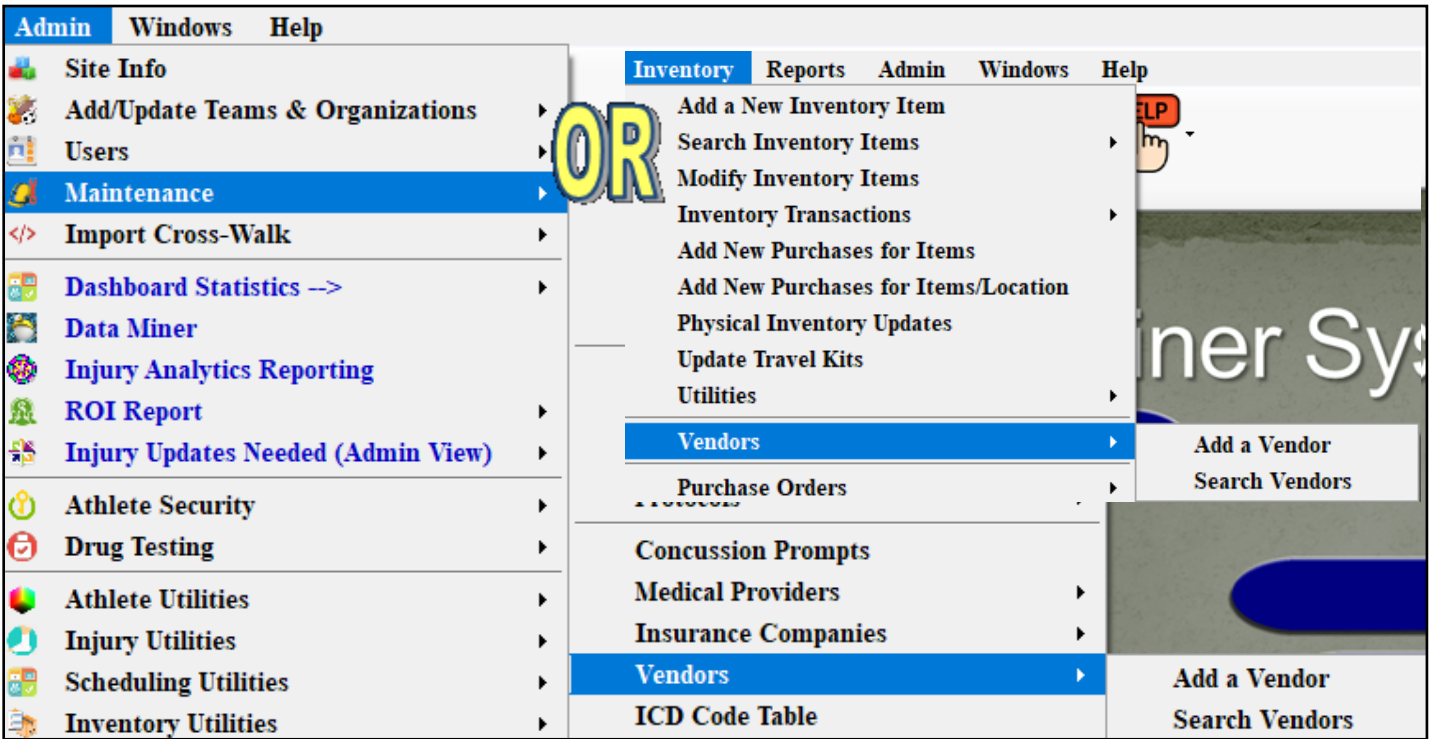 Admin Windows Help
Site Info
Add/Update Teams & Organizations
Users
Maintenance
Import Cross-Walk
Dashboard Statistics -->
Data Miner
Injury Analytics Reporting
ROI Report
Injury Updates Needed (Admin View)
Athlete Security
Drug Testing
Athlete Utilities
Injury Utilities
Scheduling Utilities
Inventory Utilities
OR
Inventory Reports Admin Windows Help
Add a New Inventory Item
Search Inventory Items
Modify Inventory Items
Inventory Transactions
Add New Purchases for Items
Add New Purchases for Items/Location
Physical Inventory Updates
Update Travel Kits
Utilities
Vendors
Purchase Orders
Add a Vendor
Search Vendors
Concussion Prompts
Medical Providers
Insurance Companies
Vendors
ICD Code Table
Add a Vendor
Search Vendors